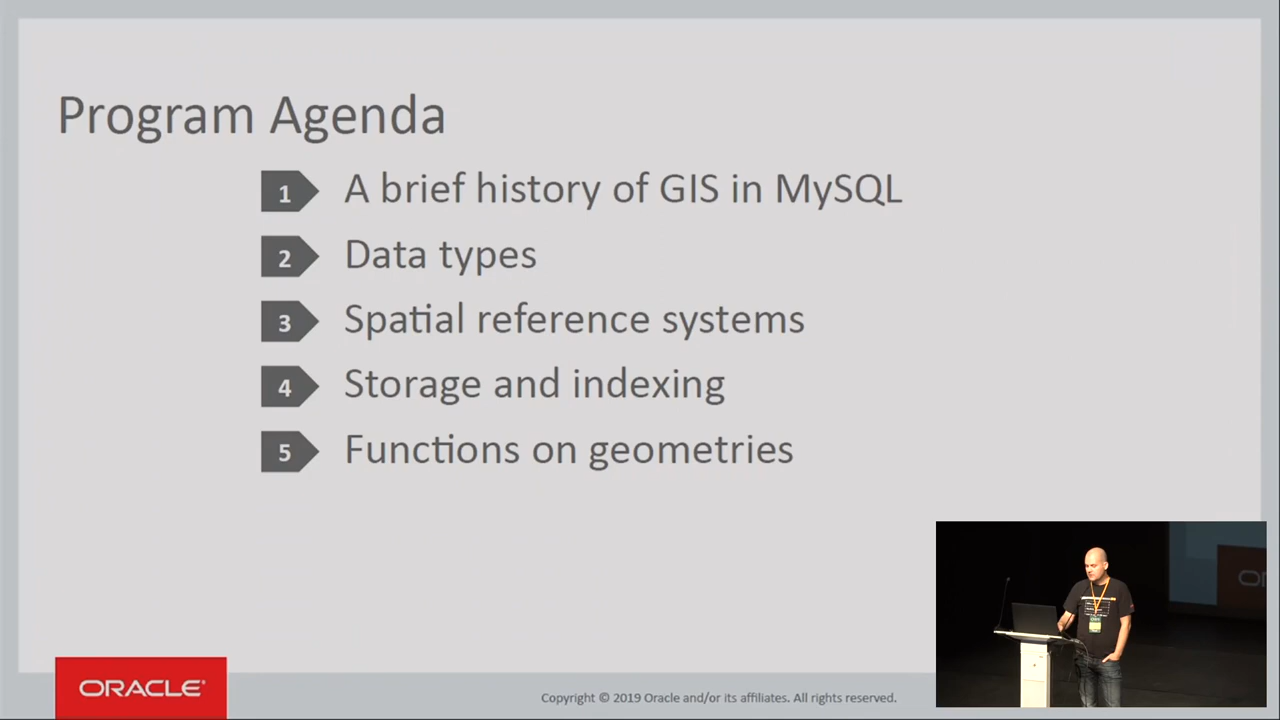 Program Agenda
1 A brief history of GIS in MySQL
2 Data types
3 Spatial reference systems
4 Storage and indexing
5 Functions on geometries
ORACLE®
Copyright © 2019 Oracle and/or its affiliates. All rights reserved.